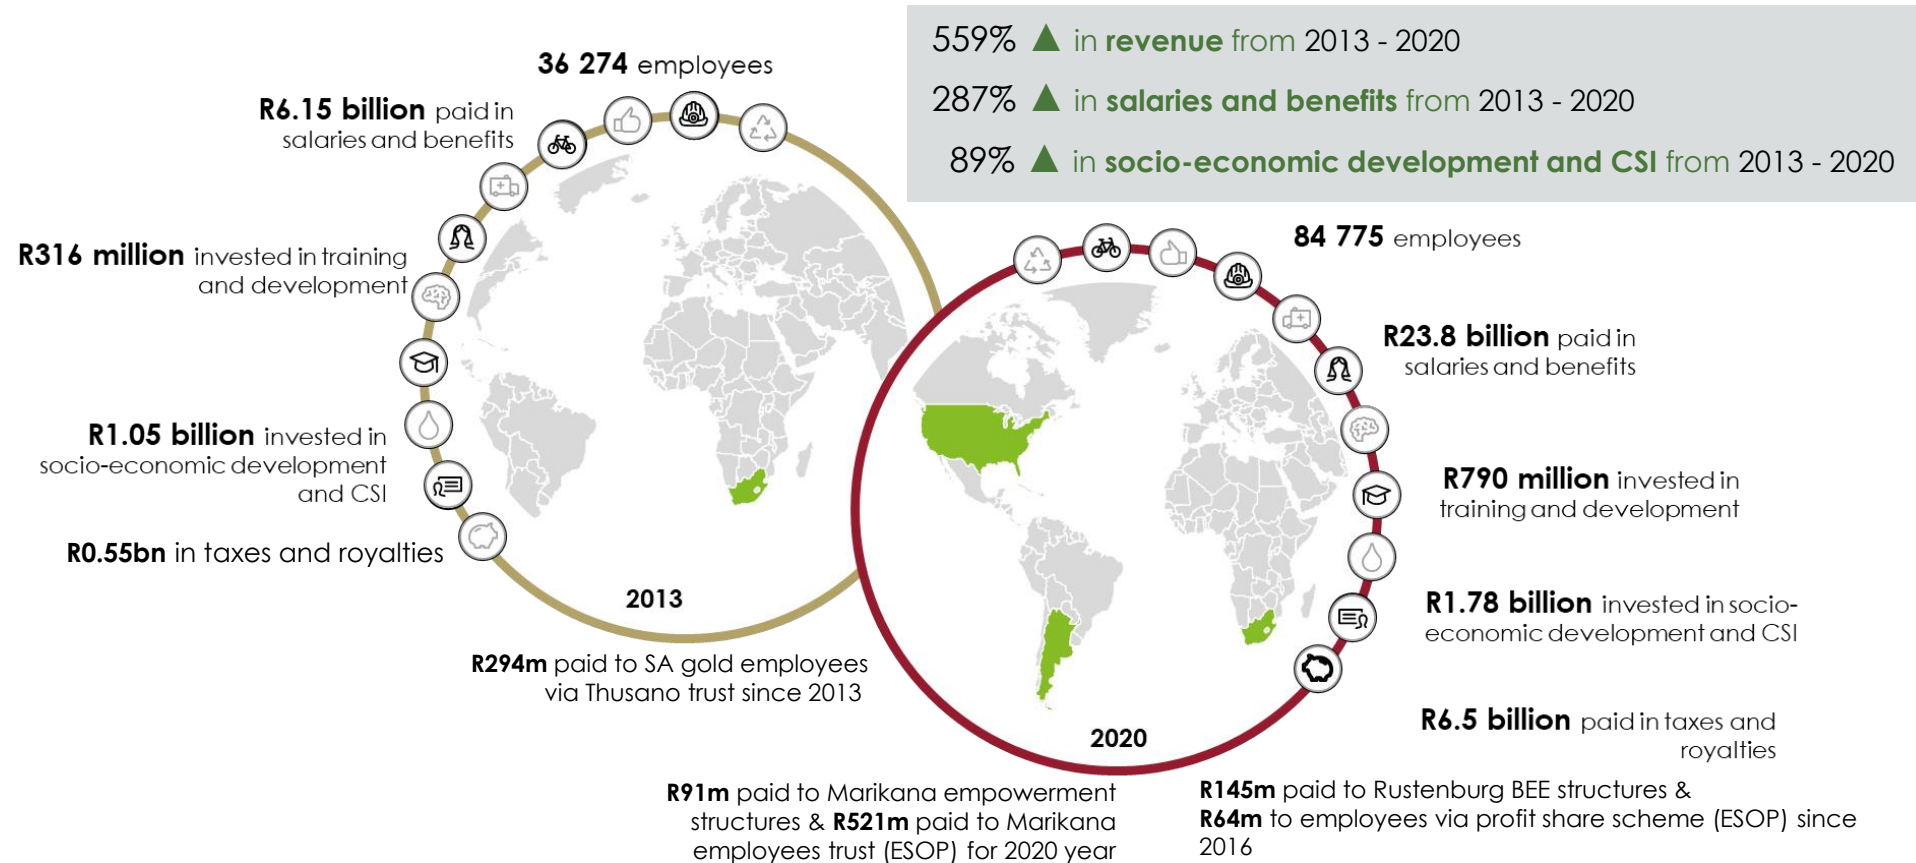 559% ▲ in revenue from 2013 - 2020
287% ▲ in salaries and benefits from 2013 - 2020
89% ▲ in socio-economic development and CSI from 2013 - 2020
36 274 employees
R6.15 billion paid in
salaries and benefits
R316 million invested in training
and development
R1.05 billion invested in
socio-economic development
and CSI
R0.55bn in taxes and royalties
2013
R294m paid to SA gold employees
via Thusano trust since 2013
84 775 employees
R23.8 billion paid in
salaries and benefits
R790 million invested in
training and development
R1.78 billion invested in socio-
economic development and CSI
R6.5 billion paid in taxes and
royalties
2020
R91m paid to Marikana empowerment
structures & R521m paid to Marikana
employees trust (ESOP) for 2020 year
R145m paid to Rustenburg BEE structures &
R64m to employees via profit share scheme (ESOP) since
2016